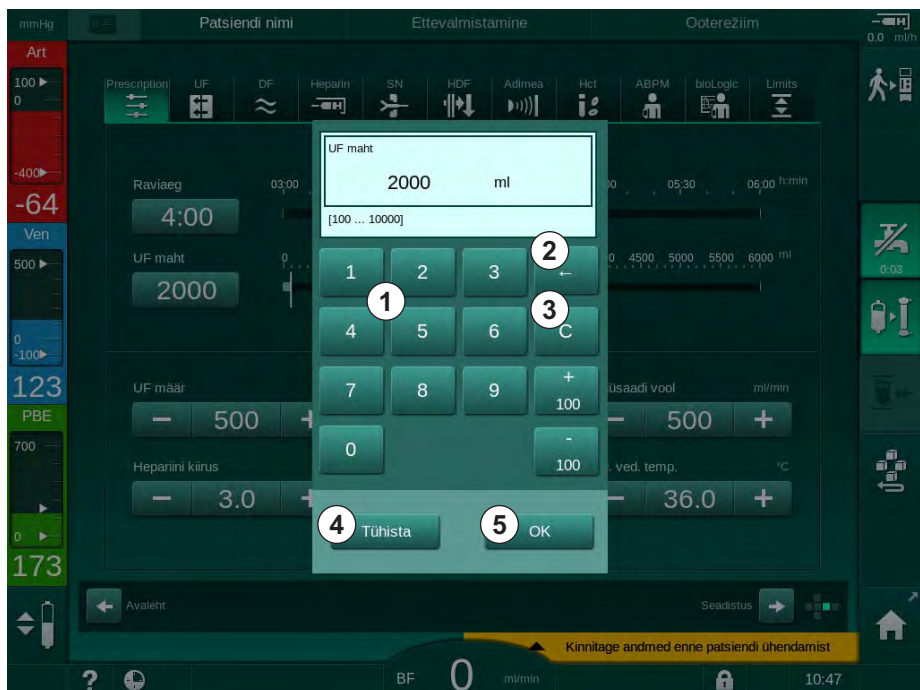 mmHg
Patsiendi nimi
Ettevalmistamine
Ooterežiim
0.0 ml/h
Art
100
0
-400
-64
Ven
500
0
-100
123
PBE
700
0
173
Prescription
UF
DF
Heparin
SN
HDF
Adimea
Hct
ABPM
bioLogic
Limits
Raviaeg
4:00
03:00
05:30
06:00 h:min
UF maht
2000
0
4500 5000 5500 6000 ml
UF maht
2000 ml
[100 ... 10000]
1 2 3 ←
4 5 6 C
7 8 9 + 100
0 - 100
1
2
3
4
5
Tühista
OK
UF määr
− 500 +
üsaadi vool ml/min
− 500 +
Hepariini kiirus
− 3.0 +
. ved. temp. °C
− 36.0 +
0:03
Avaleht
Seadistus
Kinnitage andmed enne patsiendi ühendamist
?
BF 0 ml/min
10:47